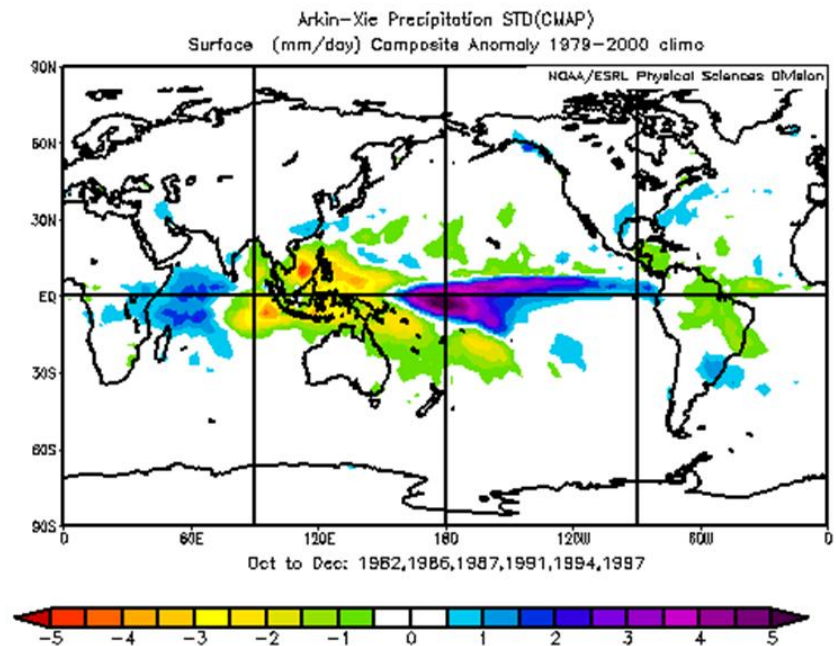 Arkin-Xie Precipitation STD(CMAP)
Surface (mm/day) Composite Anomaly 1979-2000 climo
NOAA/ESRL Physical Sciences Division
90N
60N
30N
EQ
30S
60S
90S
0 60E 120E 180 120W 60W 0
Oct to Dec: 1982,1986,1987,1991,1994,1997
-5 -4 -3 -2 -1 0 1 2 3 4 5